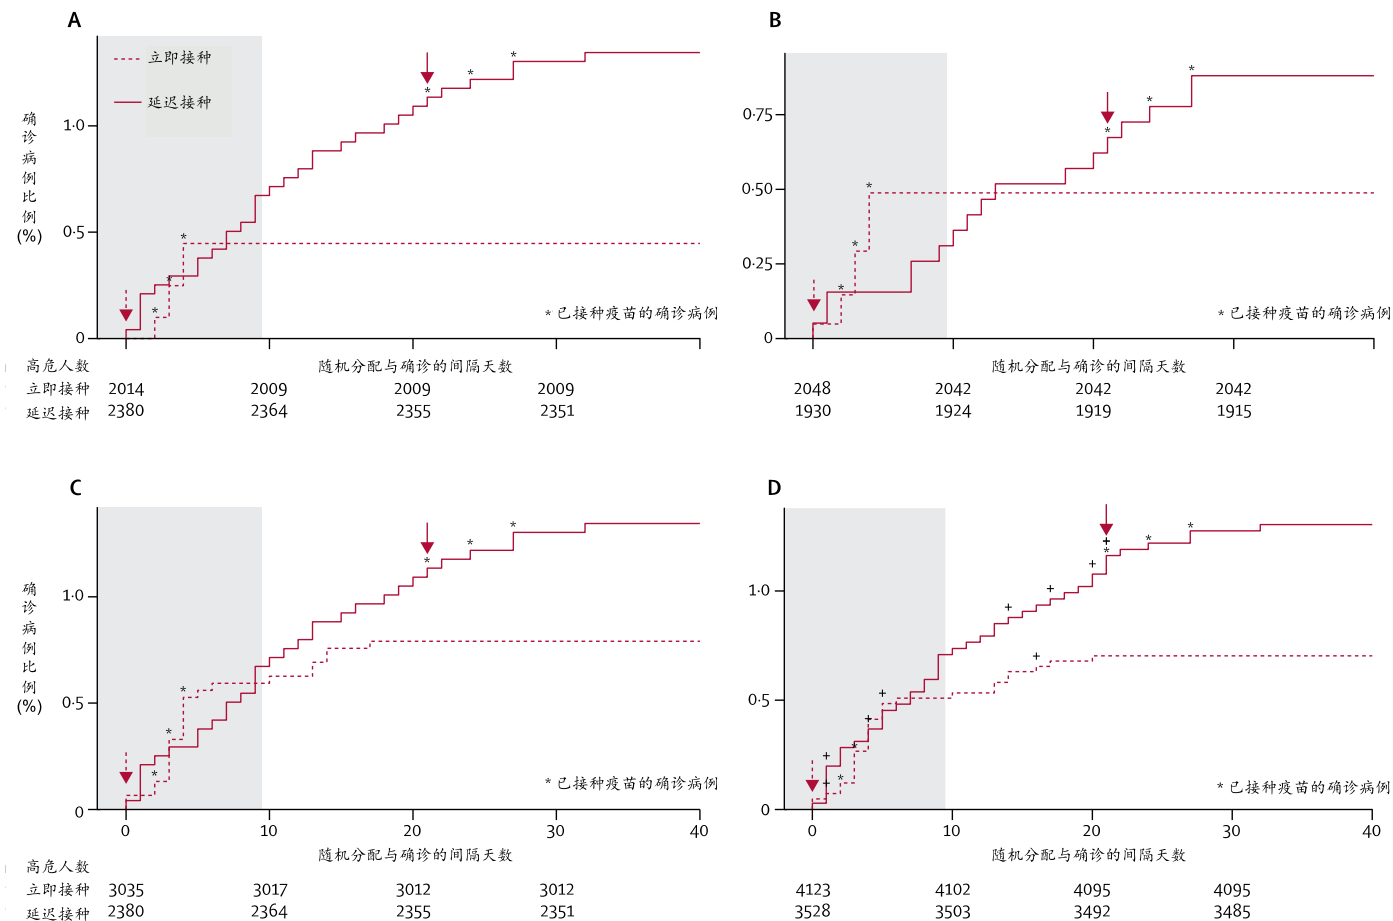 A
立即接种
延迟接种
确诊病例比例(%)
1·0
0·5
0
* 已接种疫苗的确诊病例
随机分配与确诊的间隔天数
高危人数
立即接种 2014 2009 2009 2009
延迟接种 2380 2364 2355 2351
B
0·75
0·50
0·25
0
* 已接种疫苗的确诊病例
随机分配与确诊的间隔天数
2048 2042 2042 2042
1930 1924 1919 1915
C
确诊病例比例(%)
1·0
0·5
0
* 已接种疫苗的确诊病例
0 10 20 30 40
随机分配与确诊的间隔天数
高危人数
立即接种 3035 3017 3012 3012
延迟接种 2380 2364 2355 2351
D
1·0
0·5
0
* 已接种疫苗的确诊病例
0 10 20 30 40
随机分配与确诊的间隔天数
4123 4102 4095 4095
3528 3503 3492 3485